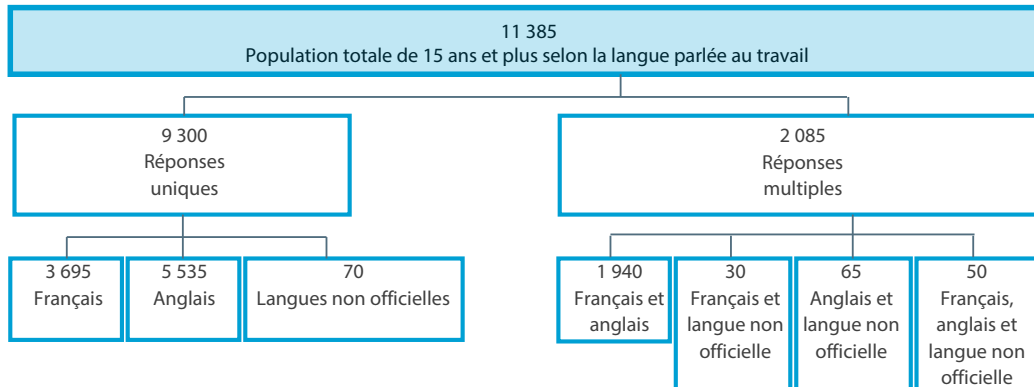 11 385
Population totale de 15 ans et plus selon la langue parlée au travail
9 300
Réponses
uniques
2 085
Réponses
multiples
3 695
Français
5 535
Anglais
70
Langues non officielles
1 940
Français et
anglais
30
Français et
langue non
officielle
65
Anglais et
langue non
officielle
50
Français,
anglais et
langue non
officielle